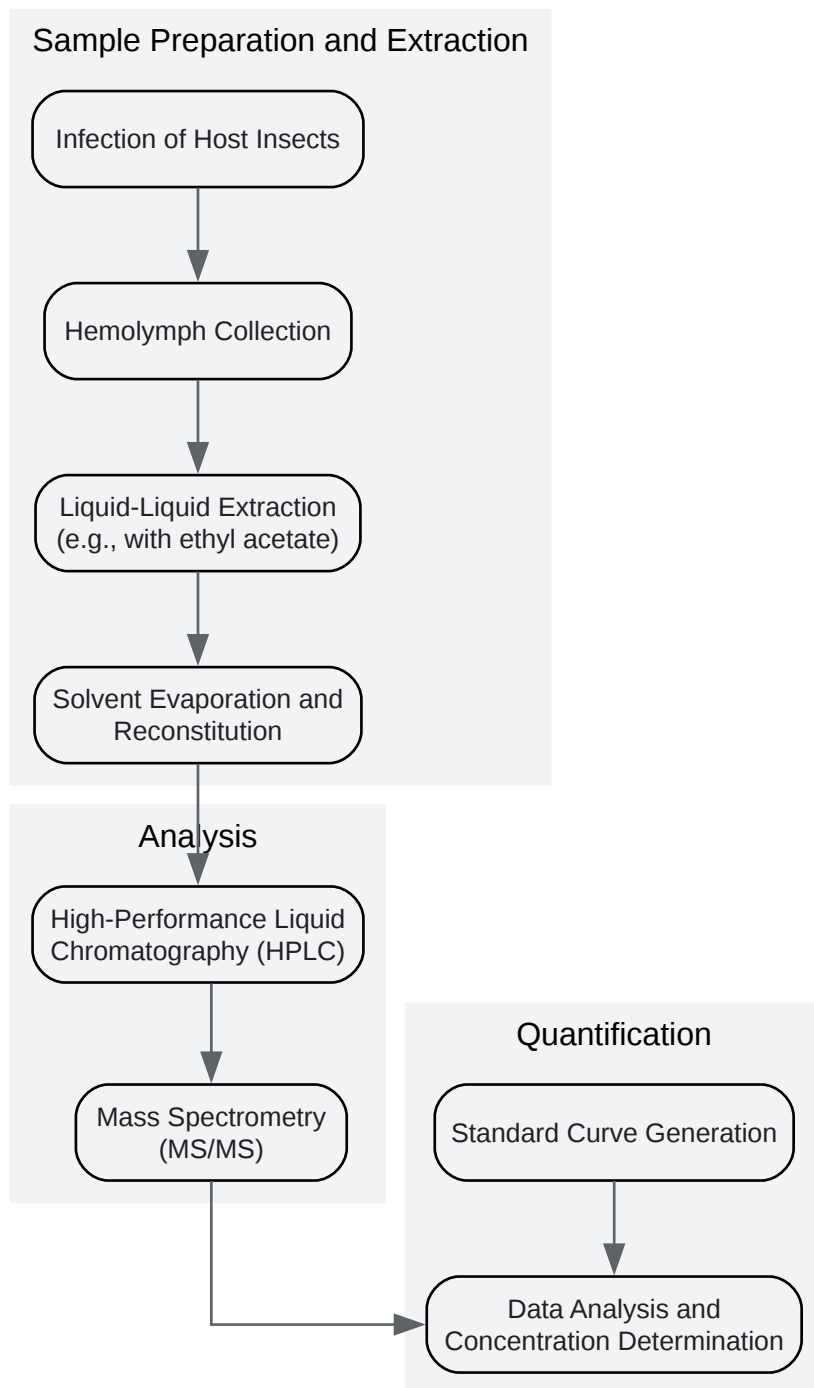 Sample Preparation and Extraction
Infection of Host Insects
Hemolymph Collection
Liquid-Liquid Extraction
(e.g., with ethyl acetate)
Solvent Evaporation and
Reconstitution
Analysis
High-Performance Liquid
Chromatography (HPLC)
Mass Spectrometry
(MS/MS)
Quantification
Standard Curve Generation
Data Analysis and
Concentration Determination